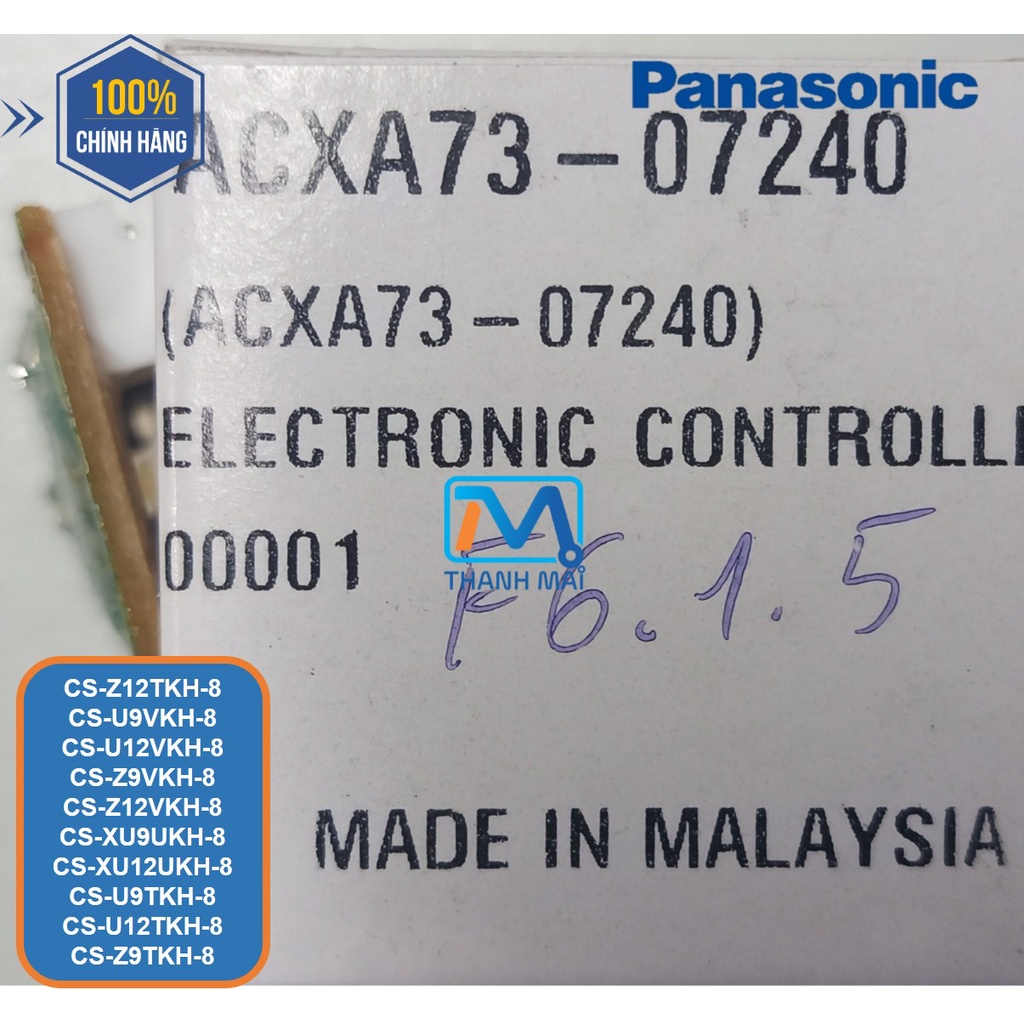 100%
CHÍNH HÃNG
Panasonic
ACXA73-07240
(ACXA73-07240)
ELECTRONIC CONTROLLE
00001
THANH MAI
F6.1.5
MADE IN MALAYSIA
CS-Z12TKH-8
CS-U9VKH-8
CS-U12VKH-8
CS-Z9VKH-8
CS-Z12VKH-8
CS-XU9UKH-8
CS-XU12UKH-8
CS-U9TKH-8
CS-U12TKH-8
CS-Z9TKH-8